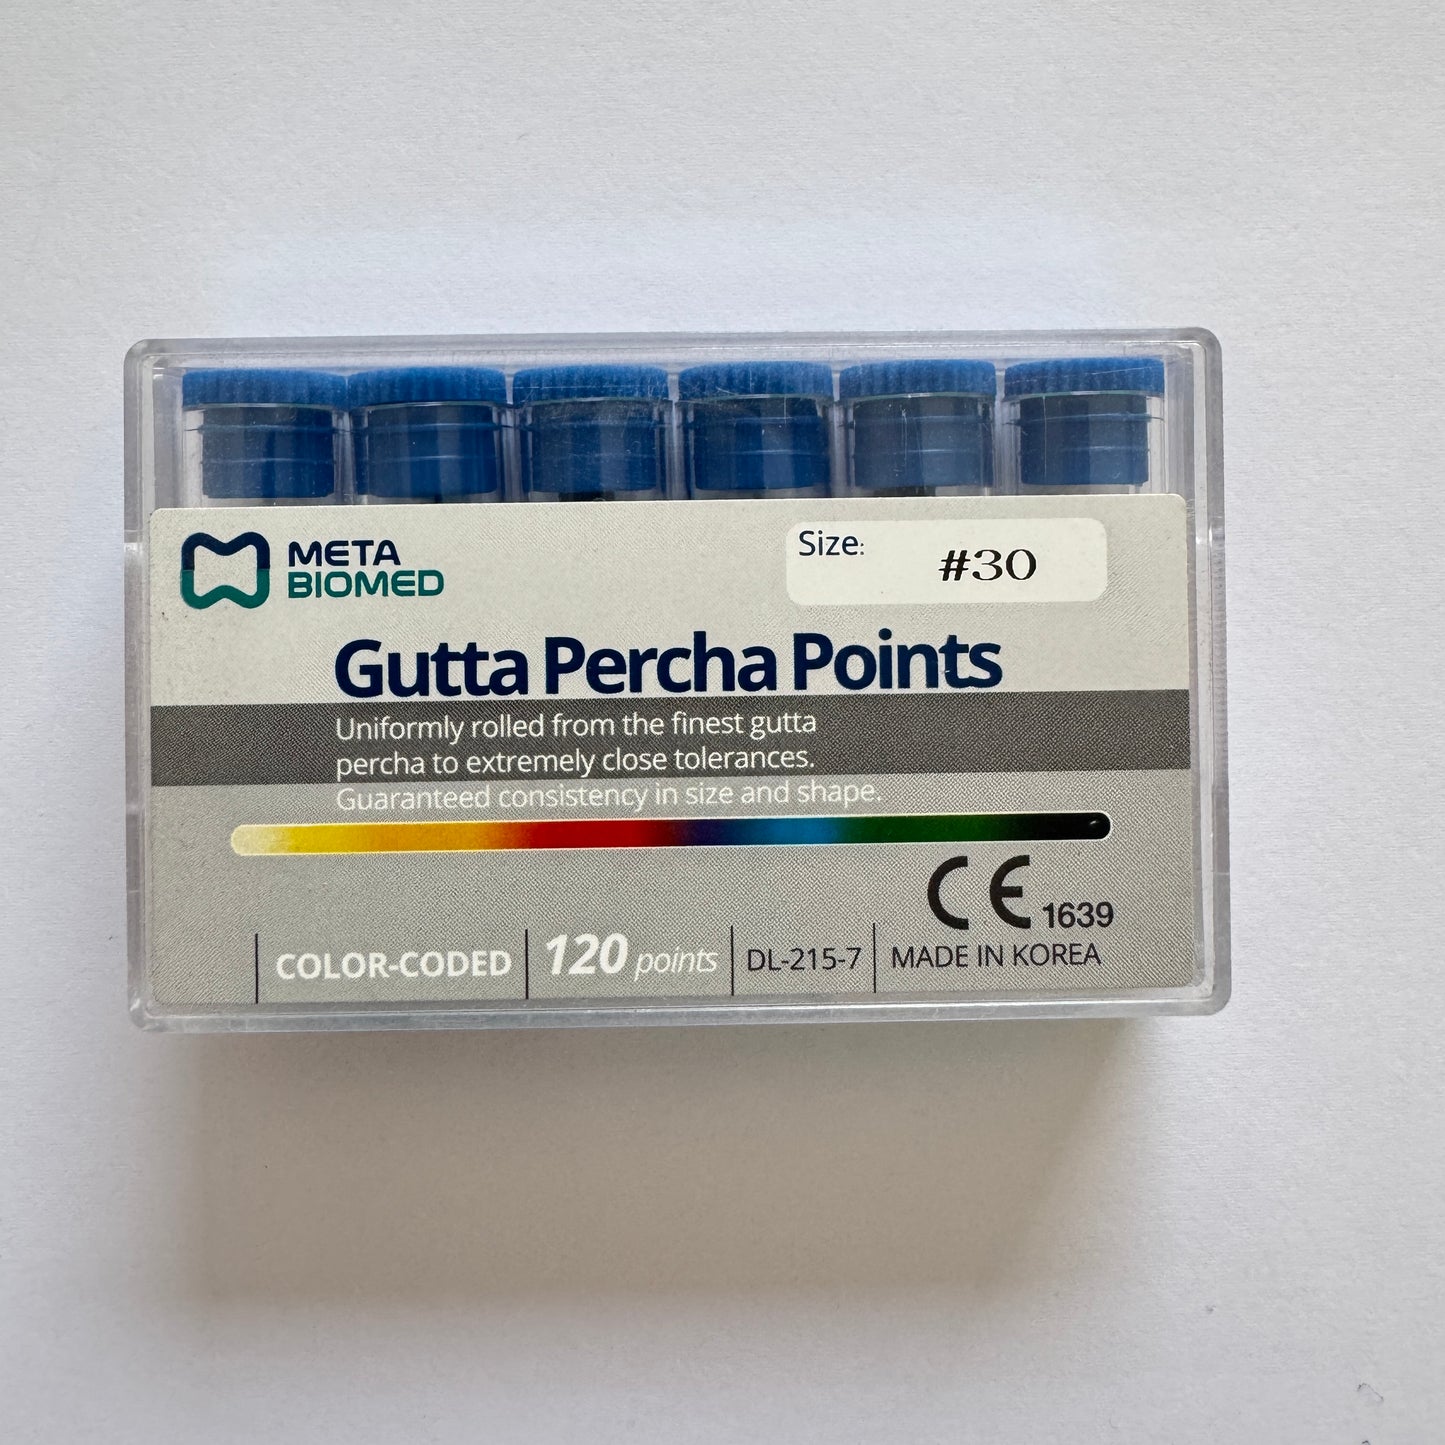 META
BIOMED
Size:
#30
Gutta Percha Points
Uniformly rolled from the finest gutta
percha to extremely close tolerances.
Guaranteed consistency in size and shape.
CE 1639
COLOR-CODED
120 points
DL-215-7
MADE IN KOREA